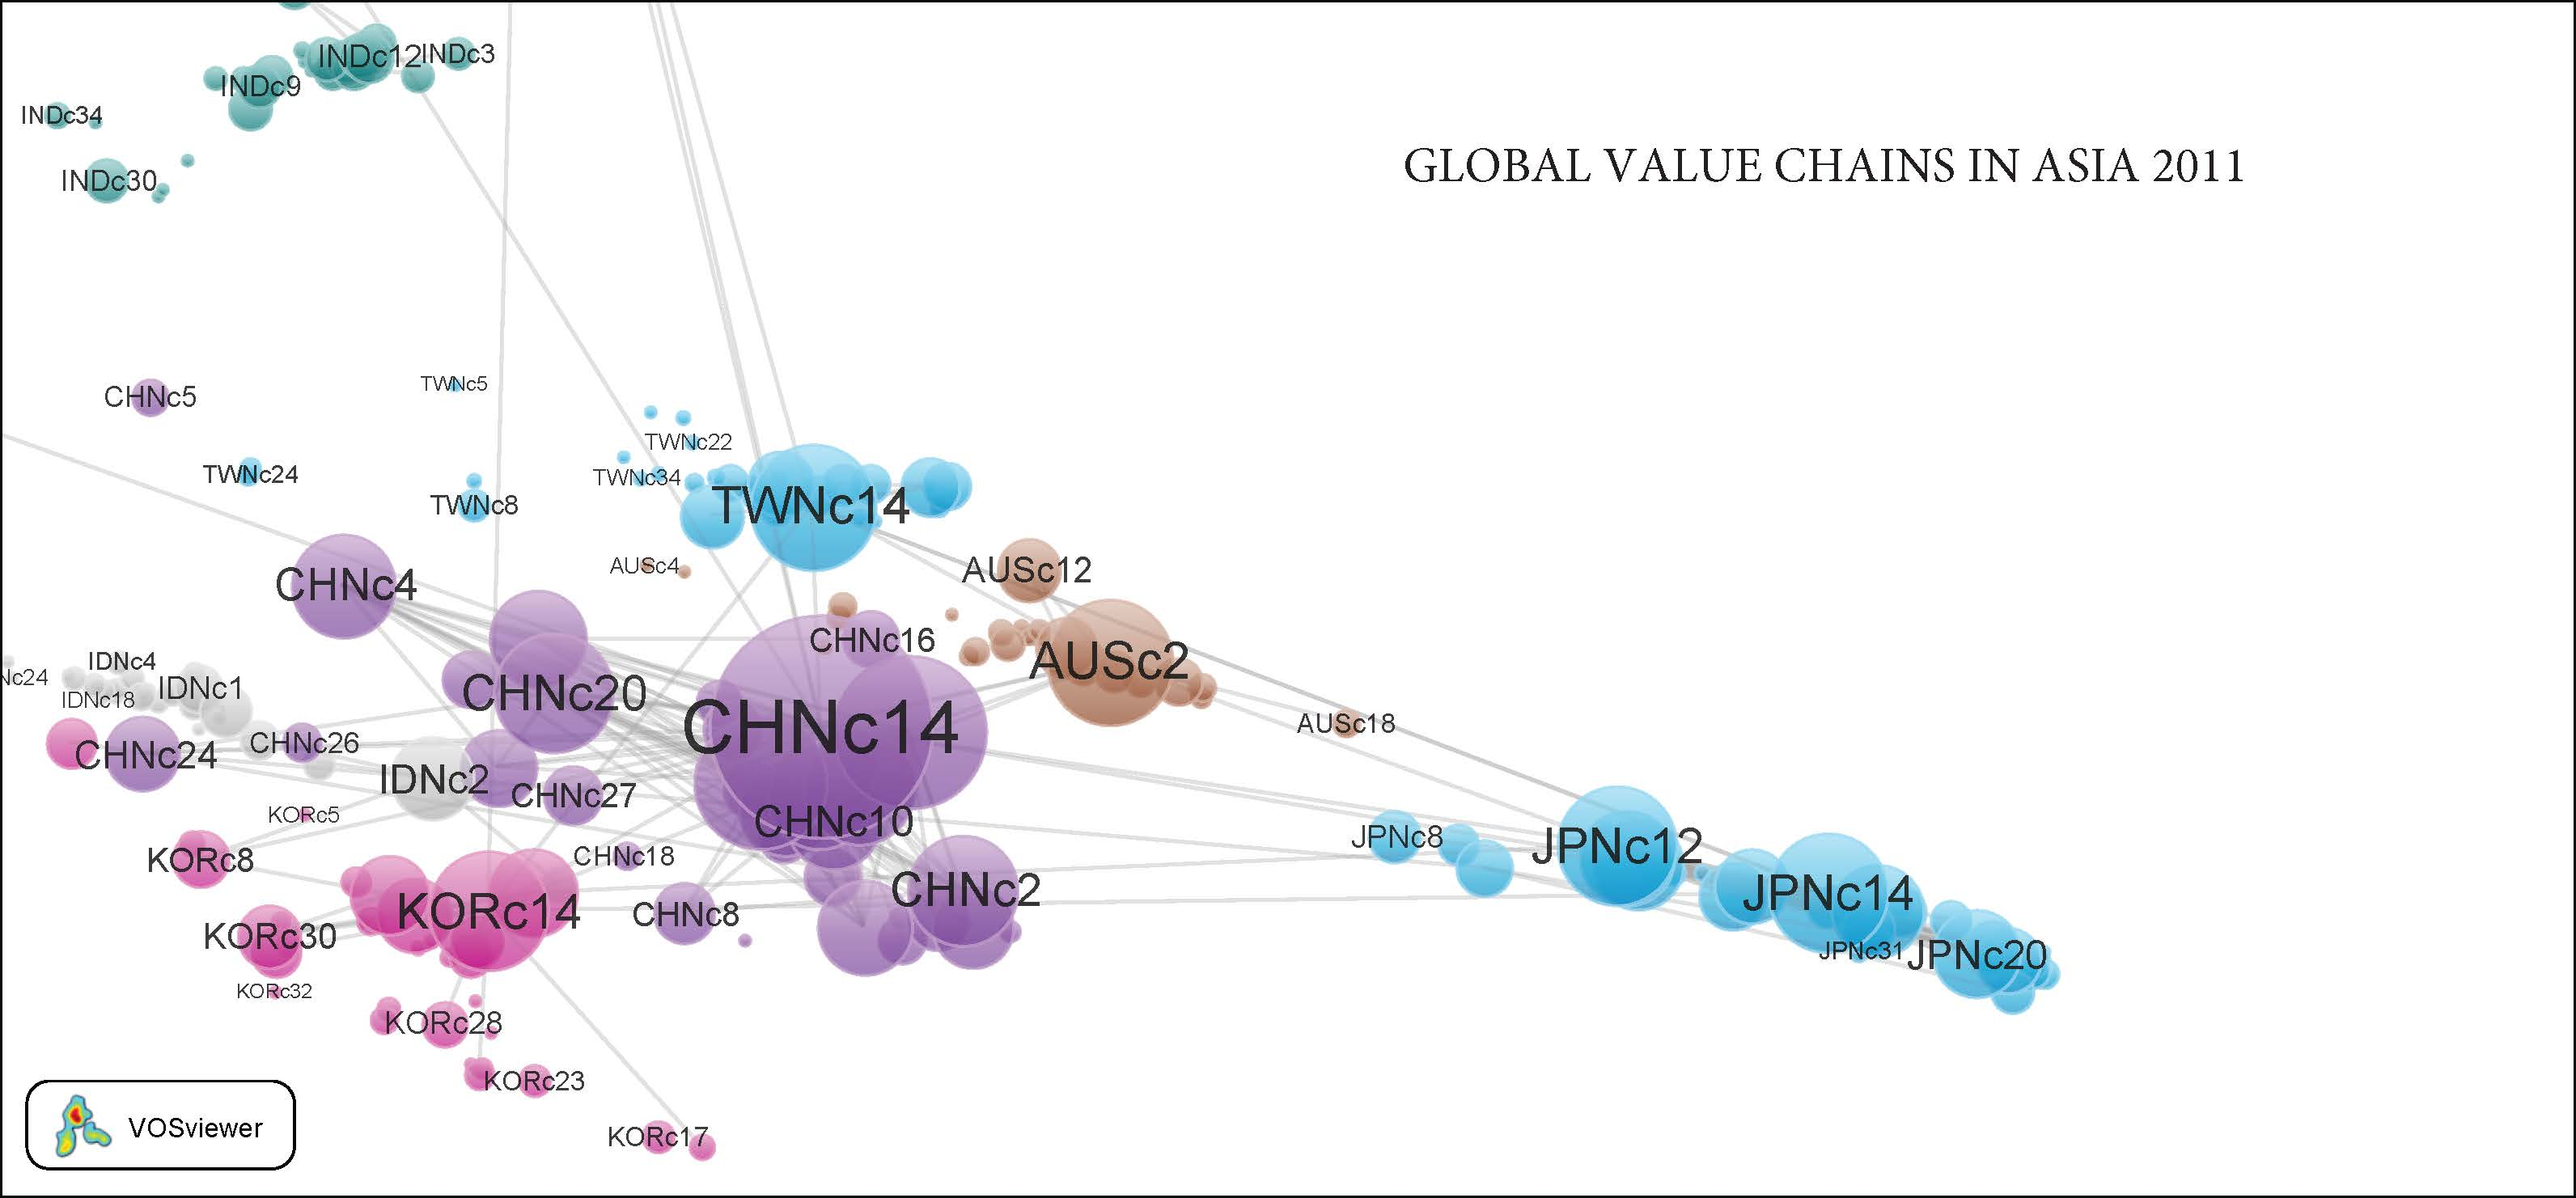 INDc12
INDc3
INDc9
INDc34
GLOBAL VALUE CHAINS IN ASIA 2011
INDc30
TWNc5
CHNc5
TWNc22
TWNc24
TWNc34
TWNc8
TWNc14
AUSc4
AUSc12
CHNc4
CHNc16
IDNc4
AUSc2
Nc24
IDNc1
CHNc20
IDNc18
AUSc18
CHNc14
CHNc26
CHNc24
IDNc2
CHNc27
KORc5
CHNc10
JPNc8
JPNc12
CHNc18
KORc8
CHNc2
JPNc14
KORc14
CHNc8
KORc30
JPNc31
JPNc20
KORc32
KORc28
KORc23
VOSviewer
KORc17